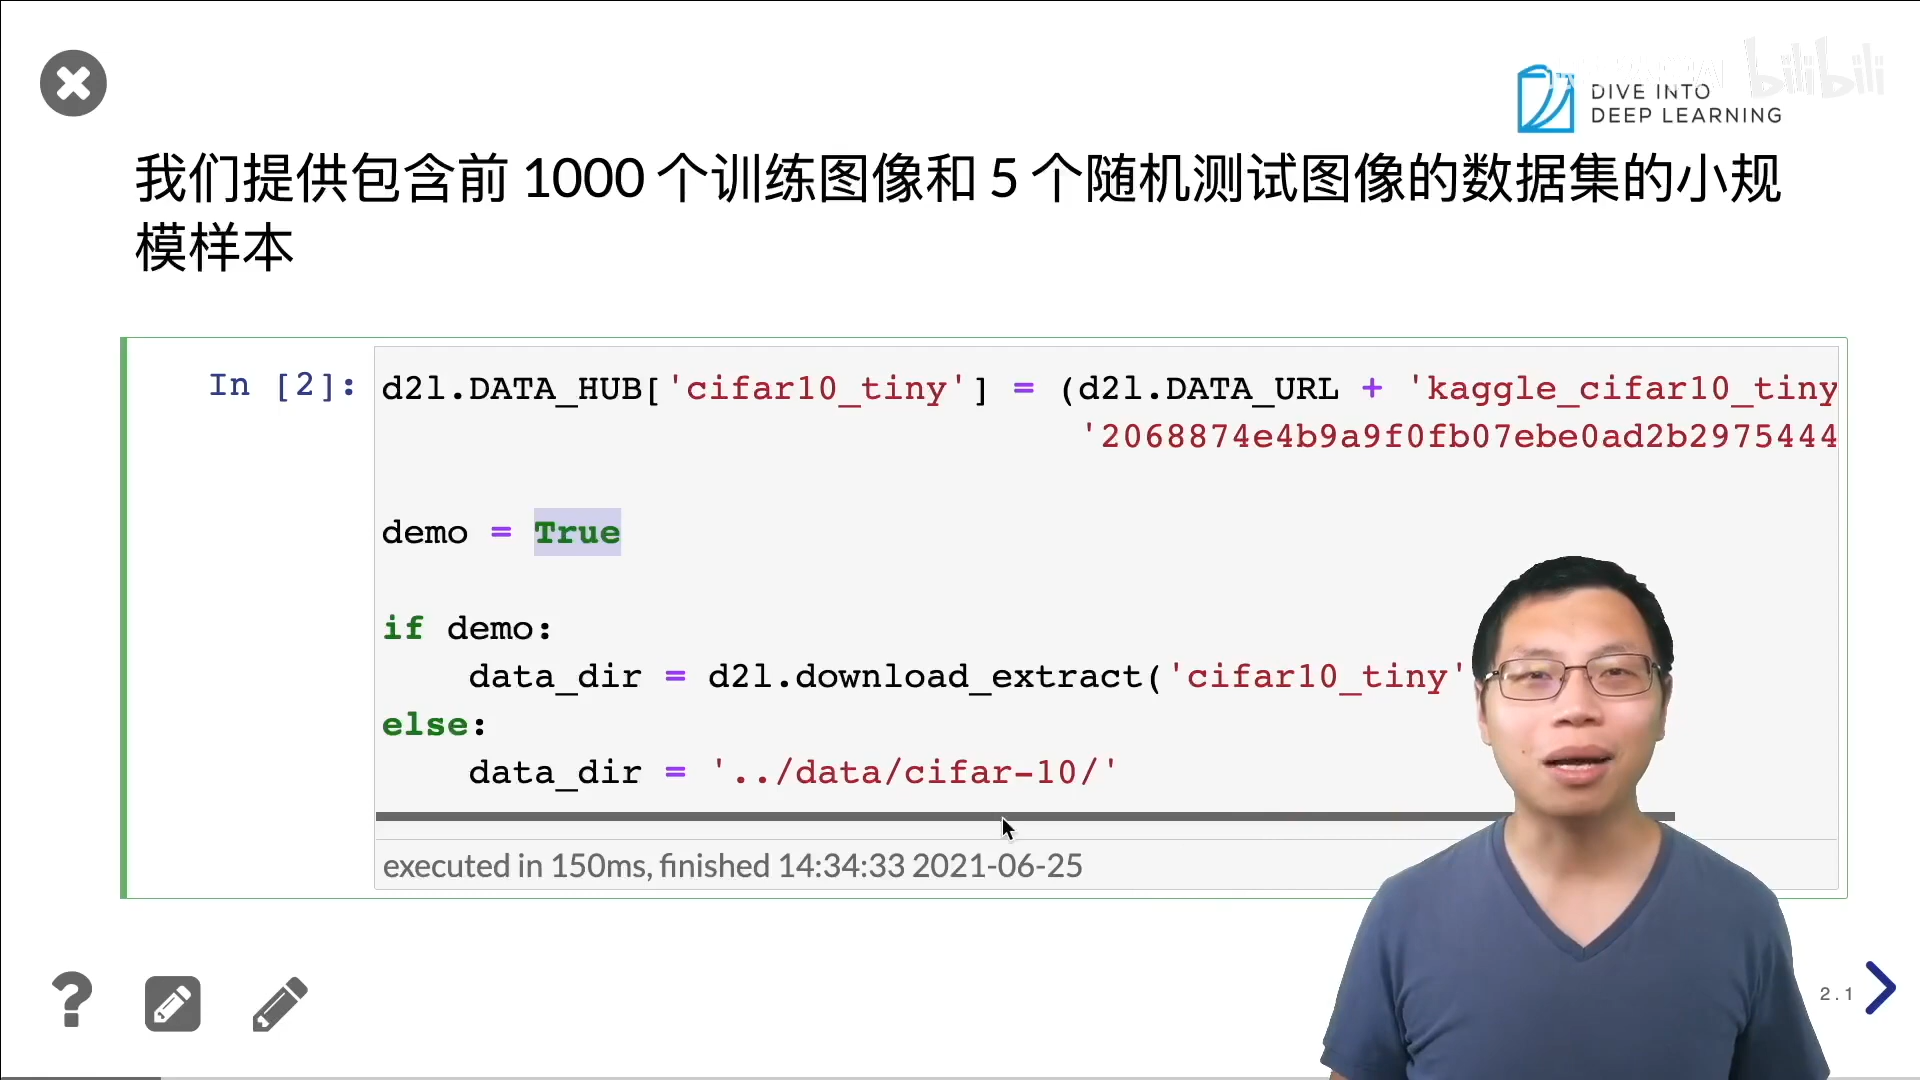 bilibili
DIVE INTO
DEEP LEARNING
我们提供包含前 1000 个训练图像和 5 个随机测试图像的数据集的小规
模样本
In [2]: d2l.DATA_HUB['cifar10_tiny'] = (d2l.DATA_URL + 'kaggle_cifar10_tiny
'2068874e4b9a9f0fb07ebe0ad2b2975444
demo = True
if demo:
data_dir = d2l.download_extract('cifar10_tiny'
else:
data_dir = '../data/cifar-10/'
executed in 150ms, finished 14:34:33 2021-06-25
2.1